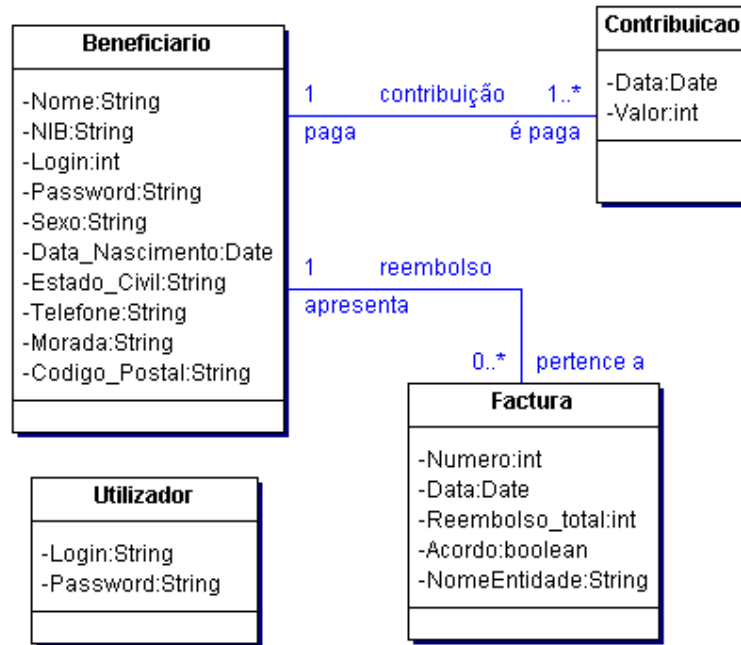 Beneficiario
-Nome:String
-NIB:String
-Login:int
-Password:String
-Sexo:String
-Data_Nascimento:Date
-Estado_Civil:String
-Telefone:String
-Morada:String
-Codigo_Postal:String
1 contribuição 1..*
paga é paga
Contribuicao
-Data:Date
-Valor:int
1 reembolso
apresenta
0..* pertence a
Factura
-Numero:int
-Data:Date
-Reembolso_total:int
-Acordo:boolean
-NomeEntidade:String
Utilizador
-Login:String
-Password:String